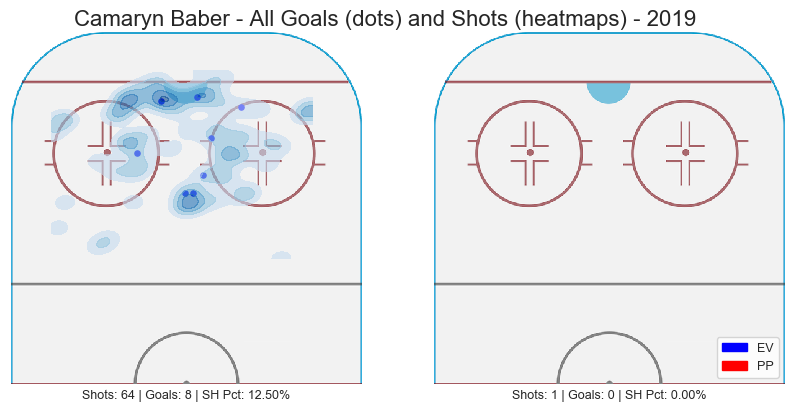 Camaryn Baber - All Goals (dots) and Shots (heatmaps) - 2019
EV
PP
Shots: 64 | Goals: 8 | SH Pct: 12.50%
Shots: 1 | Goals: 0 | SH Pct: 0.00%